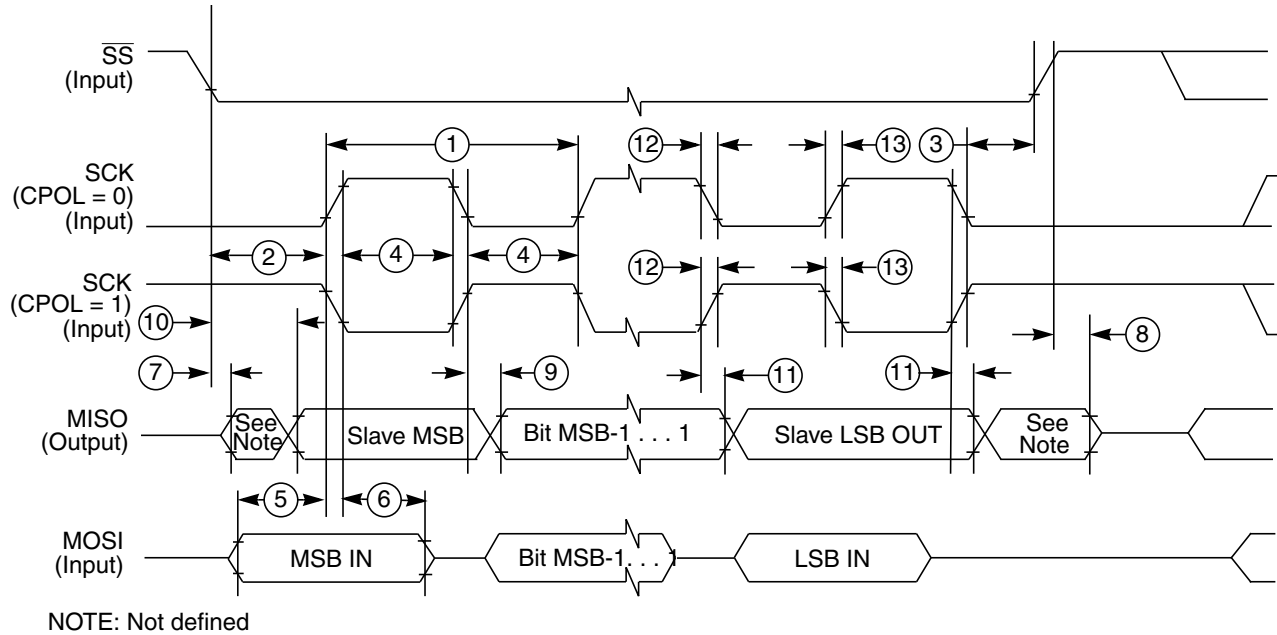 SS
(Input)
1
12
13
3
SCK
(CPOL = 0)
(Input)
2
4
4
12
13
SCK
(CPOL = 1)
(Input)
10
8
7
9
11
11
MISO
(Output)
See
Note
Slave MSB
Bit MSB-1 . . . 1
Slave LSB OUT
See
Note
5
6
MOSI
(Input)
MSB IN
Bit MSB-1. . . 1
LSB IN
NOTE: Not defined